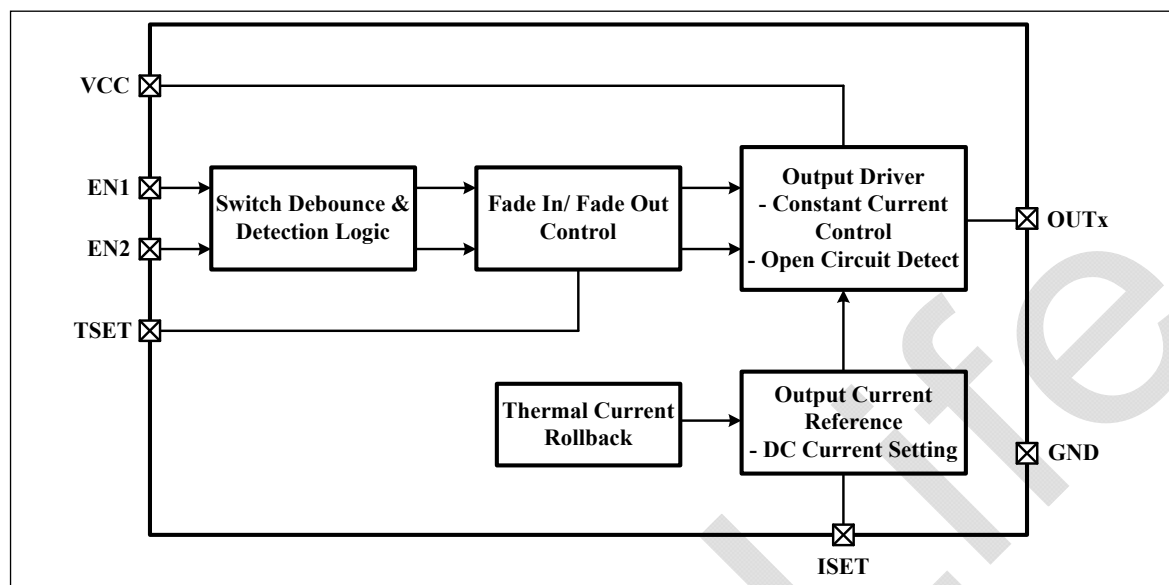 VCC
EN1
EN2
TSET
Switch Debounce &
Detection Logic
Fade In/ Fade Out
Control
Output Driver
- Constant Current
Control
- Open Circuit Detect
OUTx
Thermal Current
Rollback
Output Current
Reference
- DC Current Setting
GND
ISET
Life